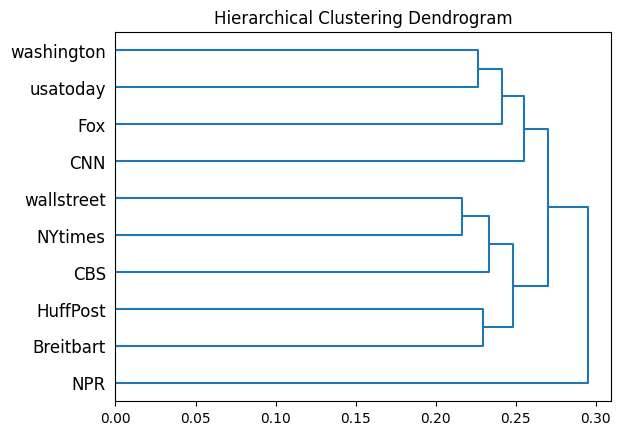 Hierarchical Clustering Dendrogram
washington
usatoday
Fox
CNN
wallstreet
NYtimes
CBS
HuffPost
Breitbart
NPR
0.00 0.05 0.10 0.15 0.20 0.25 0.30